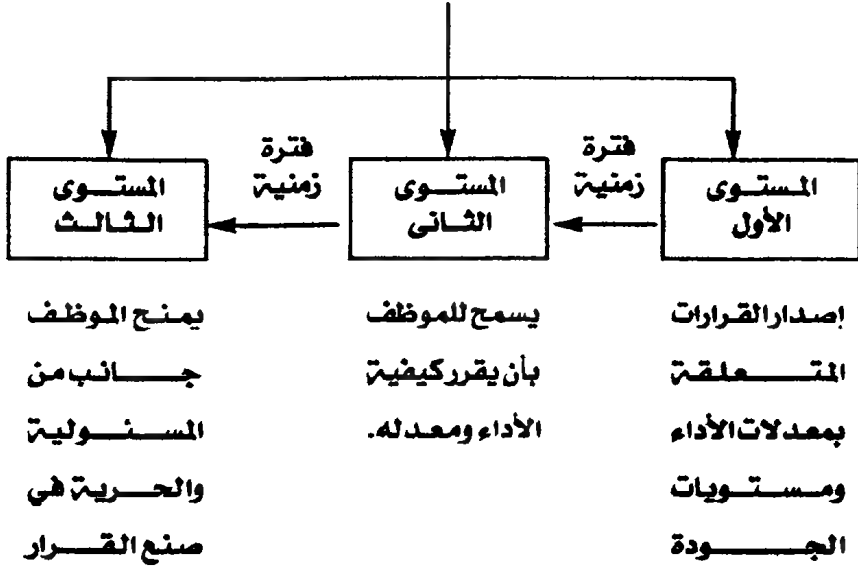 المستوى
الأول
فترة
زمنية
المستوى
الثانى
فترة
زمنية
المستوى
الثالث
إصدار القرارات
المتعلقة
بمعدلات الأداء
ومستويات
الجودة
يسمح للموظف
بأن يقرر كيفية
الأداء ومعدله.
يمنح الموظف
جانب من
المسئولية
والحرية في
صنع القرار